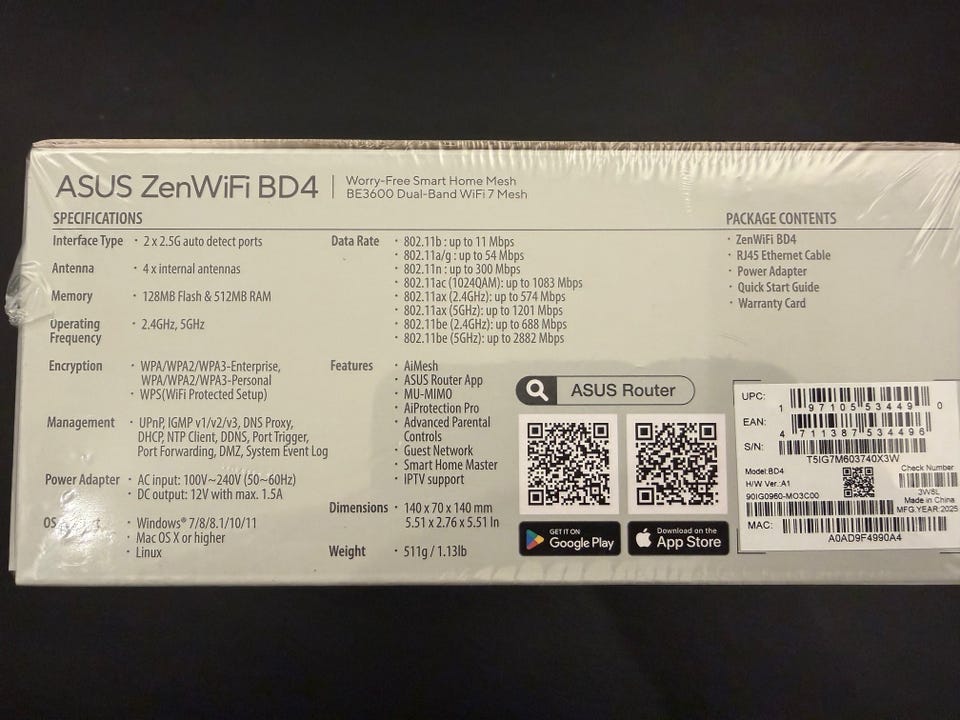 ASUS ZenWiFi BD4
Worry-Free Smart Home Mesh
BE3600 Dual-Band WiFi 7 Mesh
SPECIFICATIONS
Interface Type · 2 x 2.5G auto detect ports
Antenna · 4 x internal antennas
Memory · 128MB Flash & 512MB RAM
Operating Frequency · 2.4GHz, 5GHz
Encryption · WPA/WPA2/WPA3-Enterprise,
WPA/WPA2/WPA3-Personal
· WPS(WiFi Protected Setup)
Management · UPnP, IGMP v1/v2/v3, DNS Proxy,
DHCP, NTP Client, DDNS, Port Trigger,
Port Forwarding, DMZ, System Event Log
Power Adapter · AC input: 100V~240V (50~60Hz)
· DC output: 12V with max. 1.5A
OS
· Windows® 7/8/8.1/10/11
· Mac OS X or higher
· Linux
Data Rate · 802.11b : up to 11 Mbps
· 802.11a/g : up to 54 Mbps
· 802.11n : up to 300 Mbps
· 802.11ac (1024QAM): up to 1083 Mbps
· 802.11ax (2.4GHz): up to 574 Mbps
· 802.11ax (5GHz): up to 1201 Mbps
· 802.11be (2.4GHz): up to 688 Mbps
· 802.11be (5GHz): up to 2882 Mbps
Features · AiMesh
· ASUS Router App
· MU-MIMO
· AiProtection Pro
· Advanced Parental
Controls
· Guest Network
· Smart Home Master
· IPTV support
Dimensions · 140 x 70 x 140 mm
5.51 x 2.76 x 5.51 In
Weight · 511g / 1.13lb
ASUS Router
GET IT ON
Google Play
Download on the
App Store
PACKAGE CONTENTS
· ZenWiFi BD4
· RJ45 Ethernet Cable
· Power Adapter
· Quick Start Guide
· Warranty Card
UPC:
1 97105 53449 0
EAN:
4 711387 534496
S/N:
T5IG7M603740X3W
Model:BD4
H/W Ver.:A1
90IG0960-MO3C00
Check Number
3W8L
Made in China
MFG.YEAR:2025
MAC:
A0AD9F4990A4